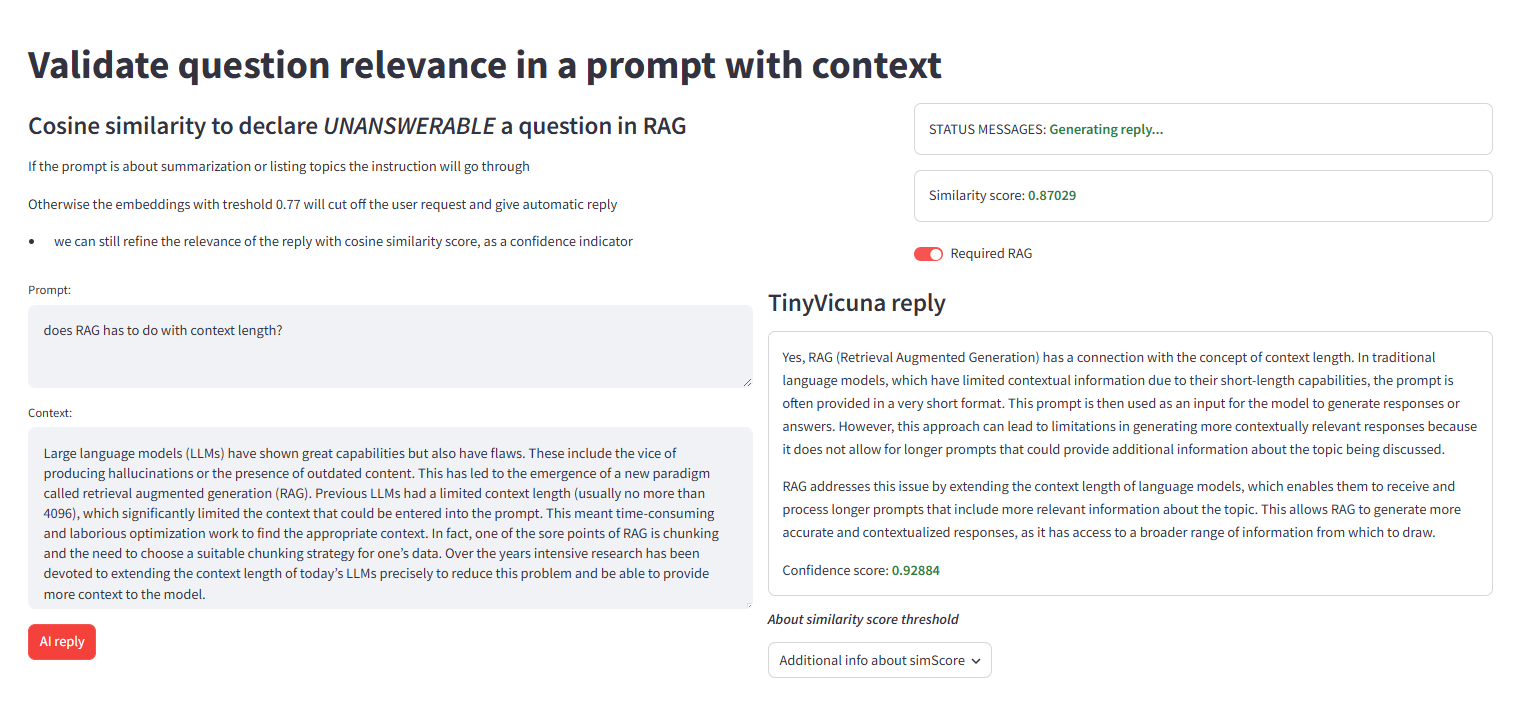 Validate question relevance in a prompt with context
Cosine similarity to declare UNANSWERABLE a question in RAG
If the prompt is about summarization or listing topics the instruction will go through
Otherwise the embeddings with treshold 0.77 will cut off the user request and give automatic reply
• we can still refine the relevance of the reply with cosine similarity score, as a confidence indicator
STATUS MESSAGES: Generating reply...
Similarity score: 0.87029
Required RAG
Prompt:
does RAG has to do with context length?
Context:
Large language models (LLMs) have shown great capabilities but also have flaws. These include the vice of
producing hallucinations or the presence of outdated content. This has led to the emergence of a new paradigm
called retrieval augmented generation (RAG). Previous LLMs had a limited context length (usually no more than
4096), which significantly limited the context that could be entered into the prompt. This meant time-consuming
and laborious optimization work to find the appropriate context. In fact, one of the sore points of RAG is chunking
and the need to choose a suitable chunking strategy for one’s data. Over the years intensive research has been
devoted to extending the context length of today’s LLMs precisely to reduce this problem and be able to provide
more context to the model.
AI reply
TinyVicuna reply
Yes, RAG (Retrieval Augmented Generation) has a connection with the concept of context length. In traditional
language models, which have limited contextual information due to their short-length capabilities, the prompt is
often provided in a very short format. This prompt is then used as an input for the model to generate responses or
answers. However, this approach can lead to limitations in generating more contextually relevant responses because
it does not allow for longer prompts that could provide additional information about the topic being discussed.
RAG addresses this issue by extending the context length of language models, which enables them to receive and
process longer prompts that include more relevant information about the topic. This allows RAG to generate more
accurate and contextualized responses, as it has access to a broader range of information from which to draw.
Confidence score: 0.92884
About similarity score threshold
Additional info about simScore